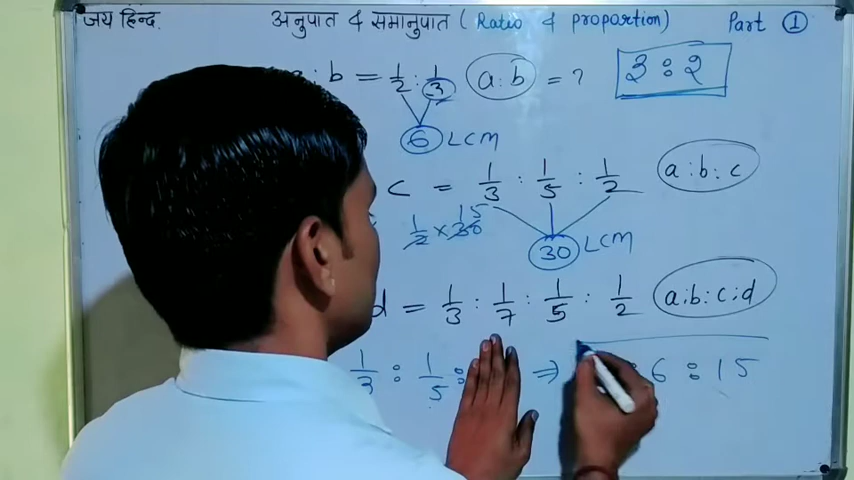 जय हिन्द. अनुपात & समानुपात ( Ratio & proportion) Part ①
: b = 1/2 : 1/3 a : b = ? 3 : 2
6 LCM
c = 1/3 : 1/5 : 1/2 a : b : c
1/2 × 30 15
30 LCM
d = 1/3 : 1/7 : 1/5 : 1/2 a : b : c : d
1/3 : 1/5 : ⇒ : 6 : 15